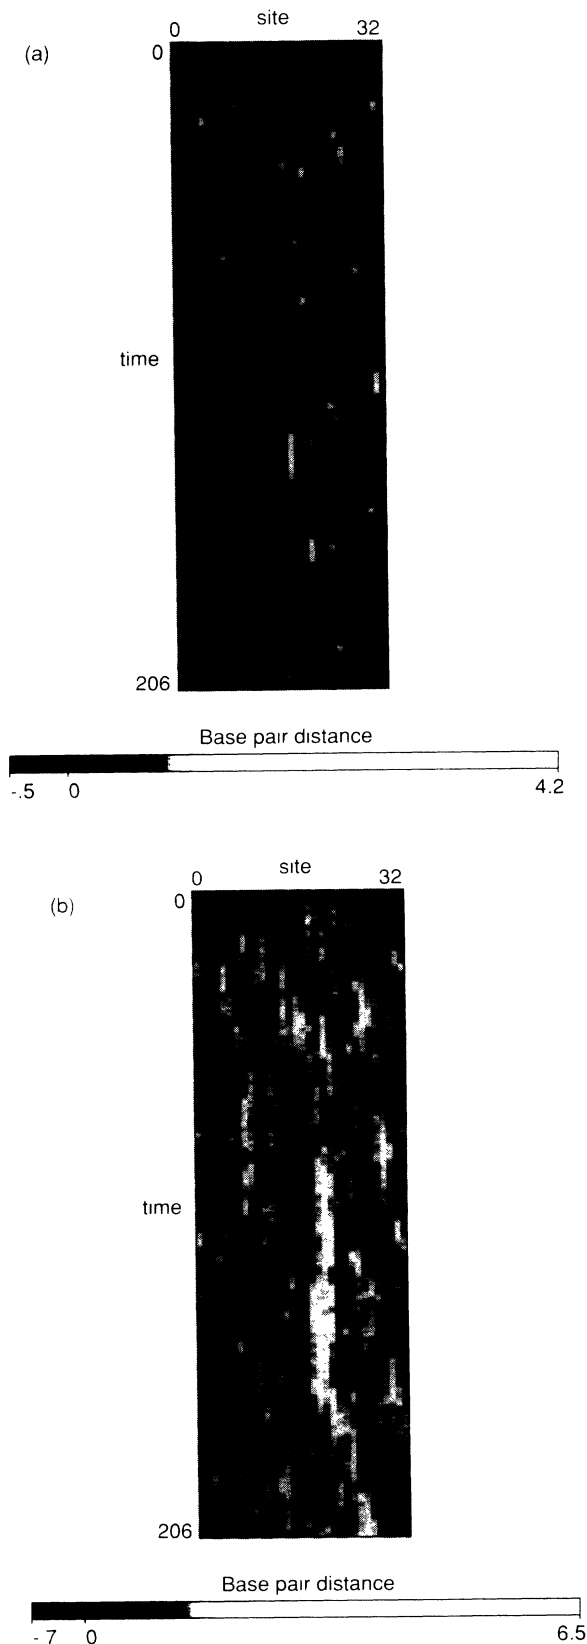 site
0 32
(a)
0
time
206
Base pair distance
-.5 0 4.2
site
0 32
(b)
0
time
206
Base pair distance
-7 0 6.5